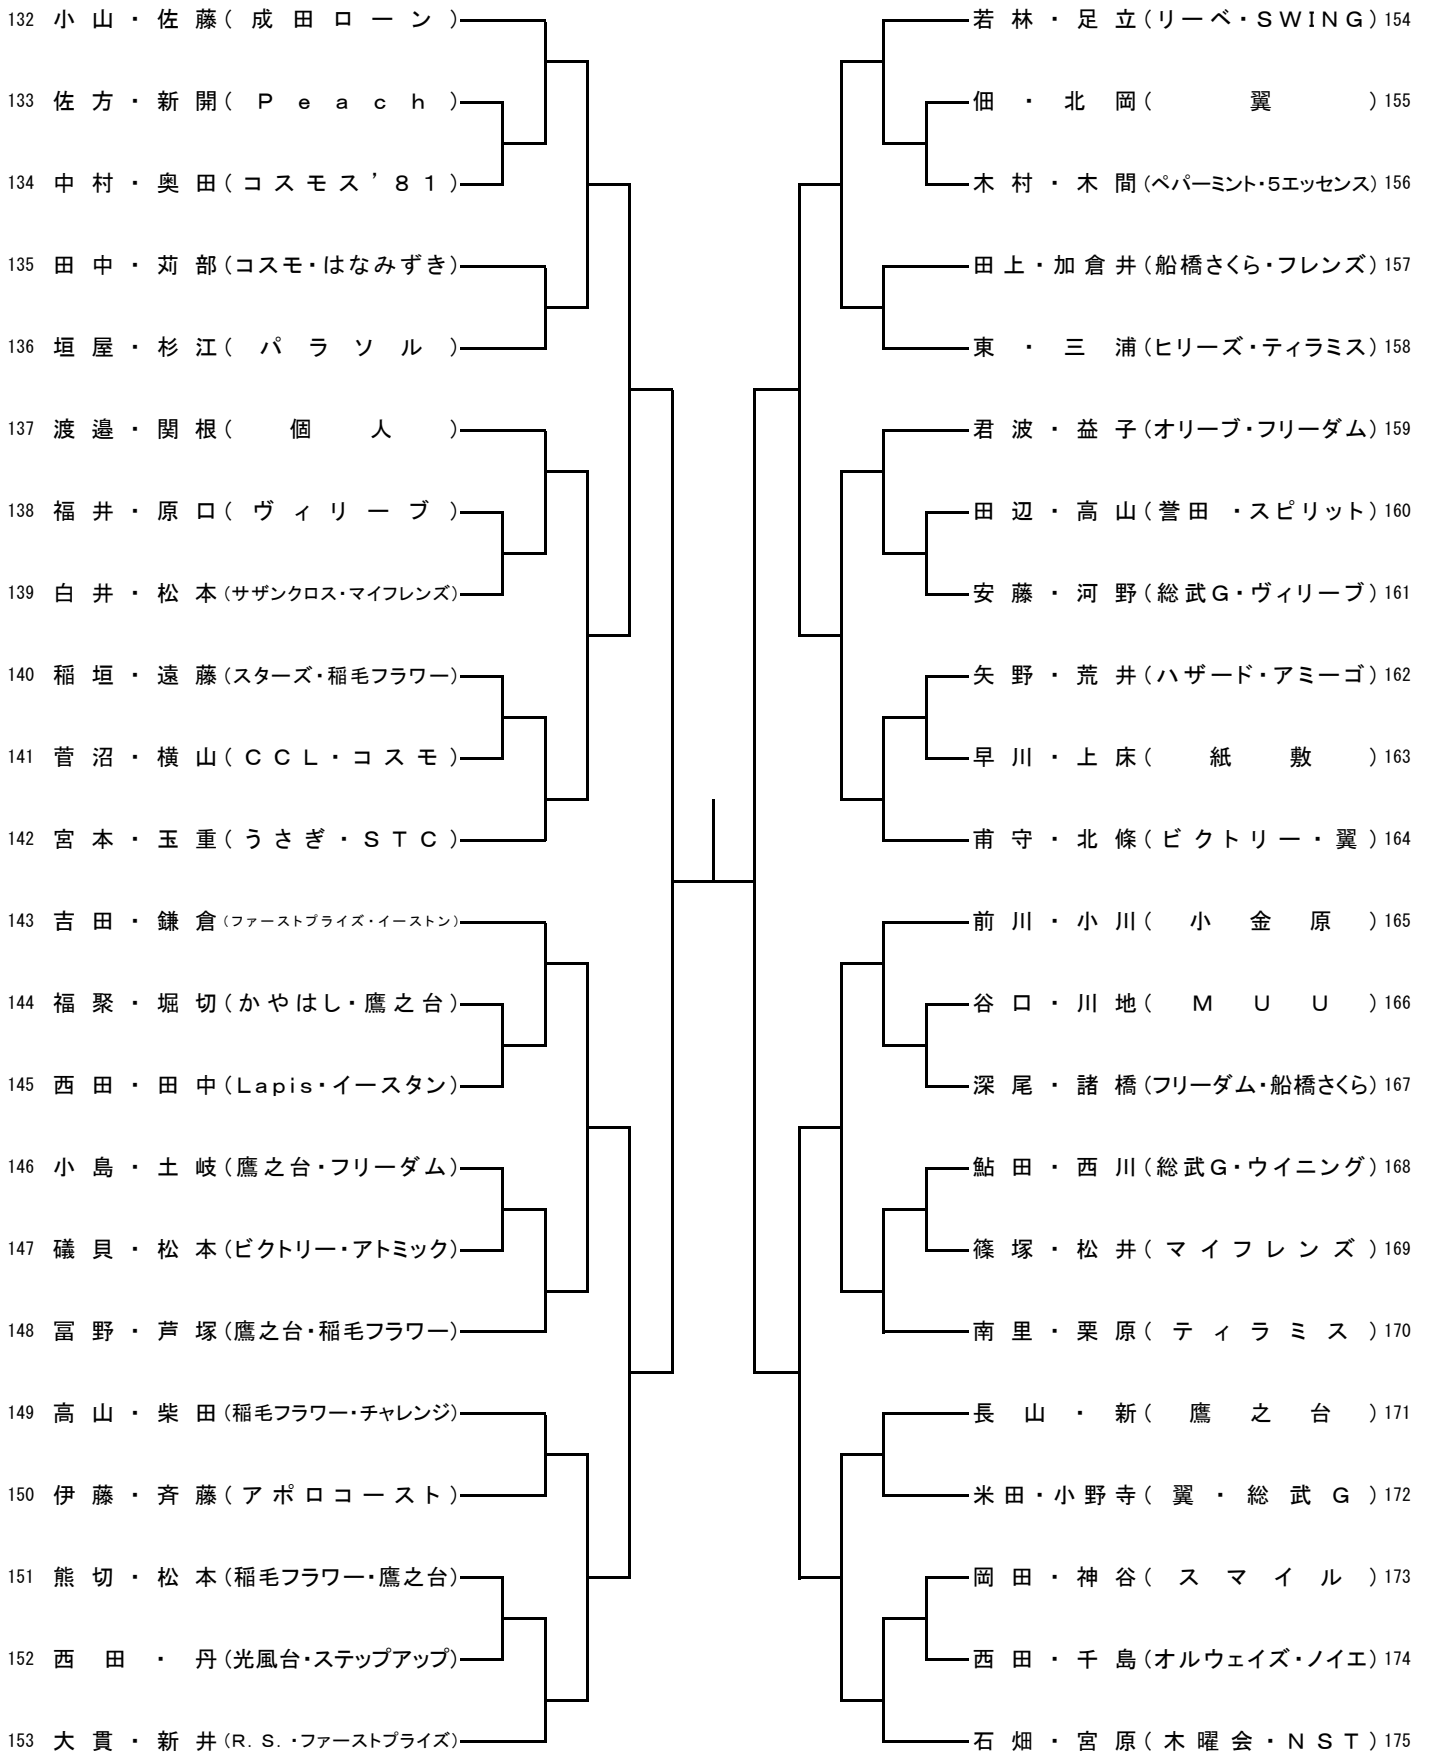 132 小山・佐藤(成田ローン)
133 佐方・新開(Peach)
134 中村・奥田(コスモス’81)
135 田中・苅部(コスモ・はなみずき)
136 垣屋・杉江(パラソル)
137 渡邉・関根(個人)
138 福井・原口(ヴィリーブ)
139 白井・松本(サザンクロス・マイフレンズ)
140 稲垣・遠藤(スターズ・稲毛フラワー)
141 菅沼・横山(CCL・コスモ)
142 宮本・玉重(うさぎ・STC)
143 吉田・鎌倉(ファーストプライズ・イーストン)
144 福聚・堀切(かやはし・鷹之台)
145 西田・田中(Lapis・イースタン)
146 小島・土岐(鷹之台・フリーダム)
147 礒貝・松本(ビクトリー・アトミック)
148 冨野・芦塚(鷹之台・稲毛フラワー)
149 高山・柴田(稲毛フラワー・チャレンジ)
150 伊藤・斉藤(アポロコースト)
151 熊切・松本(稲毛フラワー・鷹之台)
152 西田・丹(光風台・ステップアップ)
153 大貫・新井(R.S.・ファーストプライズ)
若林・足立(リーベ・SWING)154
佃・北岡(翼)155
木村・木間(ペパーミント・5エッセンス)156
田上・加倉井(船橋さくら・フレンズ)157
東・三浦(ヒリーズ・ティラミス)158
君波・益子(オリーブ・フリーダム)159
田辺・高山(誉田・スピリット)160
安藤・河野(総武G・ヴィリーブ)161
矢野・荒井(ハザード・アミーゴ)162
早川・上床(紙敷)163
甫守・北條(ビクトリー・翼)164
前川・小川(小金原)165
谷口・川地(MUU)166
深尾・諸橋(フリーダム・船橋さくら)167
鮎田・西川(総武G・ウイニング)168
篠塚・松井(マイフレンズ)169
南里・栗原(ティラミス)170
長山・新(鷹之台)171
米田・小野寺(翼・総武G)172
岡田・神谷(スマイル)173
西田・千島(オルウェイズ・ノイエ)174
石畑・宮原(木曜会・NST)175